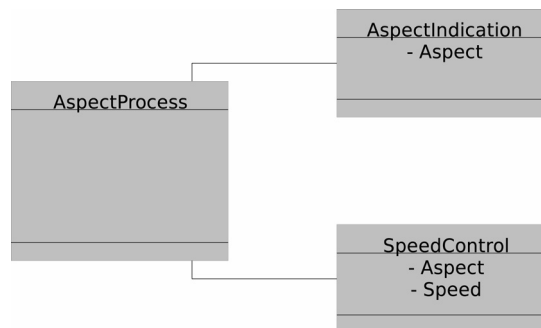 AspectIndication
- Aspect
AspectProcess
SpeedControl
- Aspect
- Speed